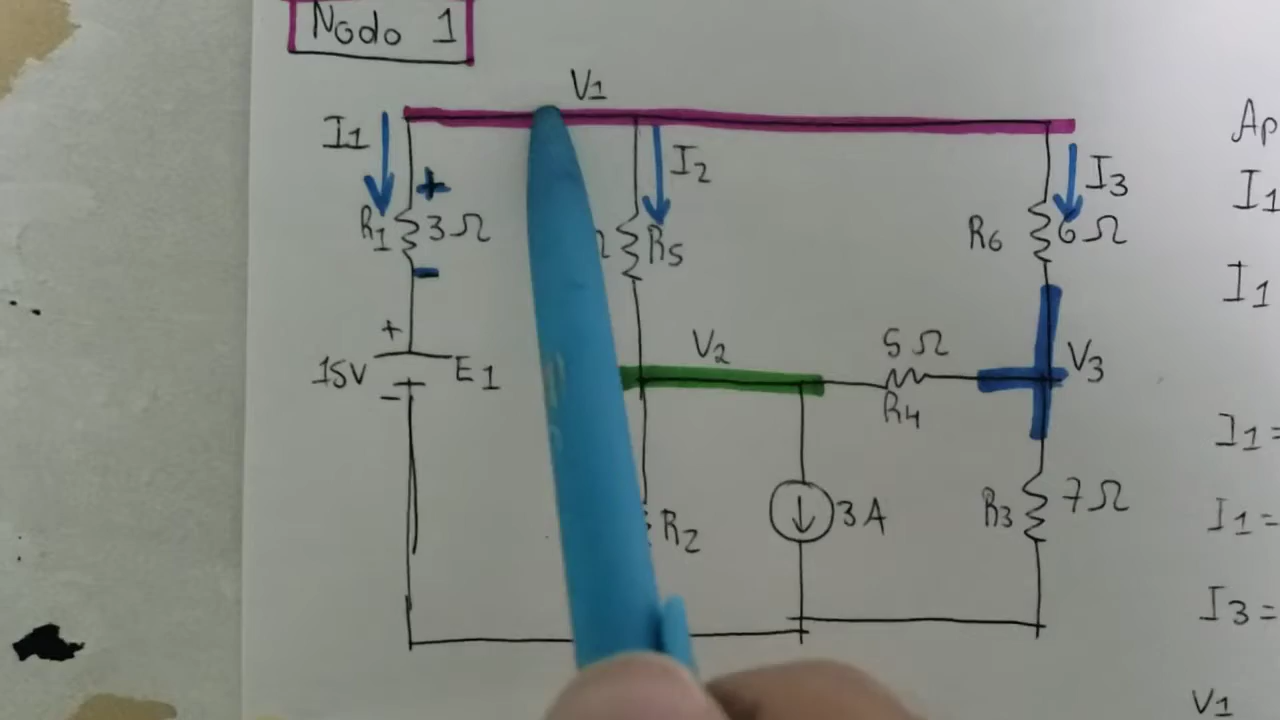 Nodo 1
V1
I1
I2
I3
+
R1
3Ω
R5
R6
6Ω
-
+
15V
E1
-
V2
5Ω
R4
V3
R2
3A
R3
7Ω
Ap
I1
I1
I1=
I1=
I3=
V1